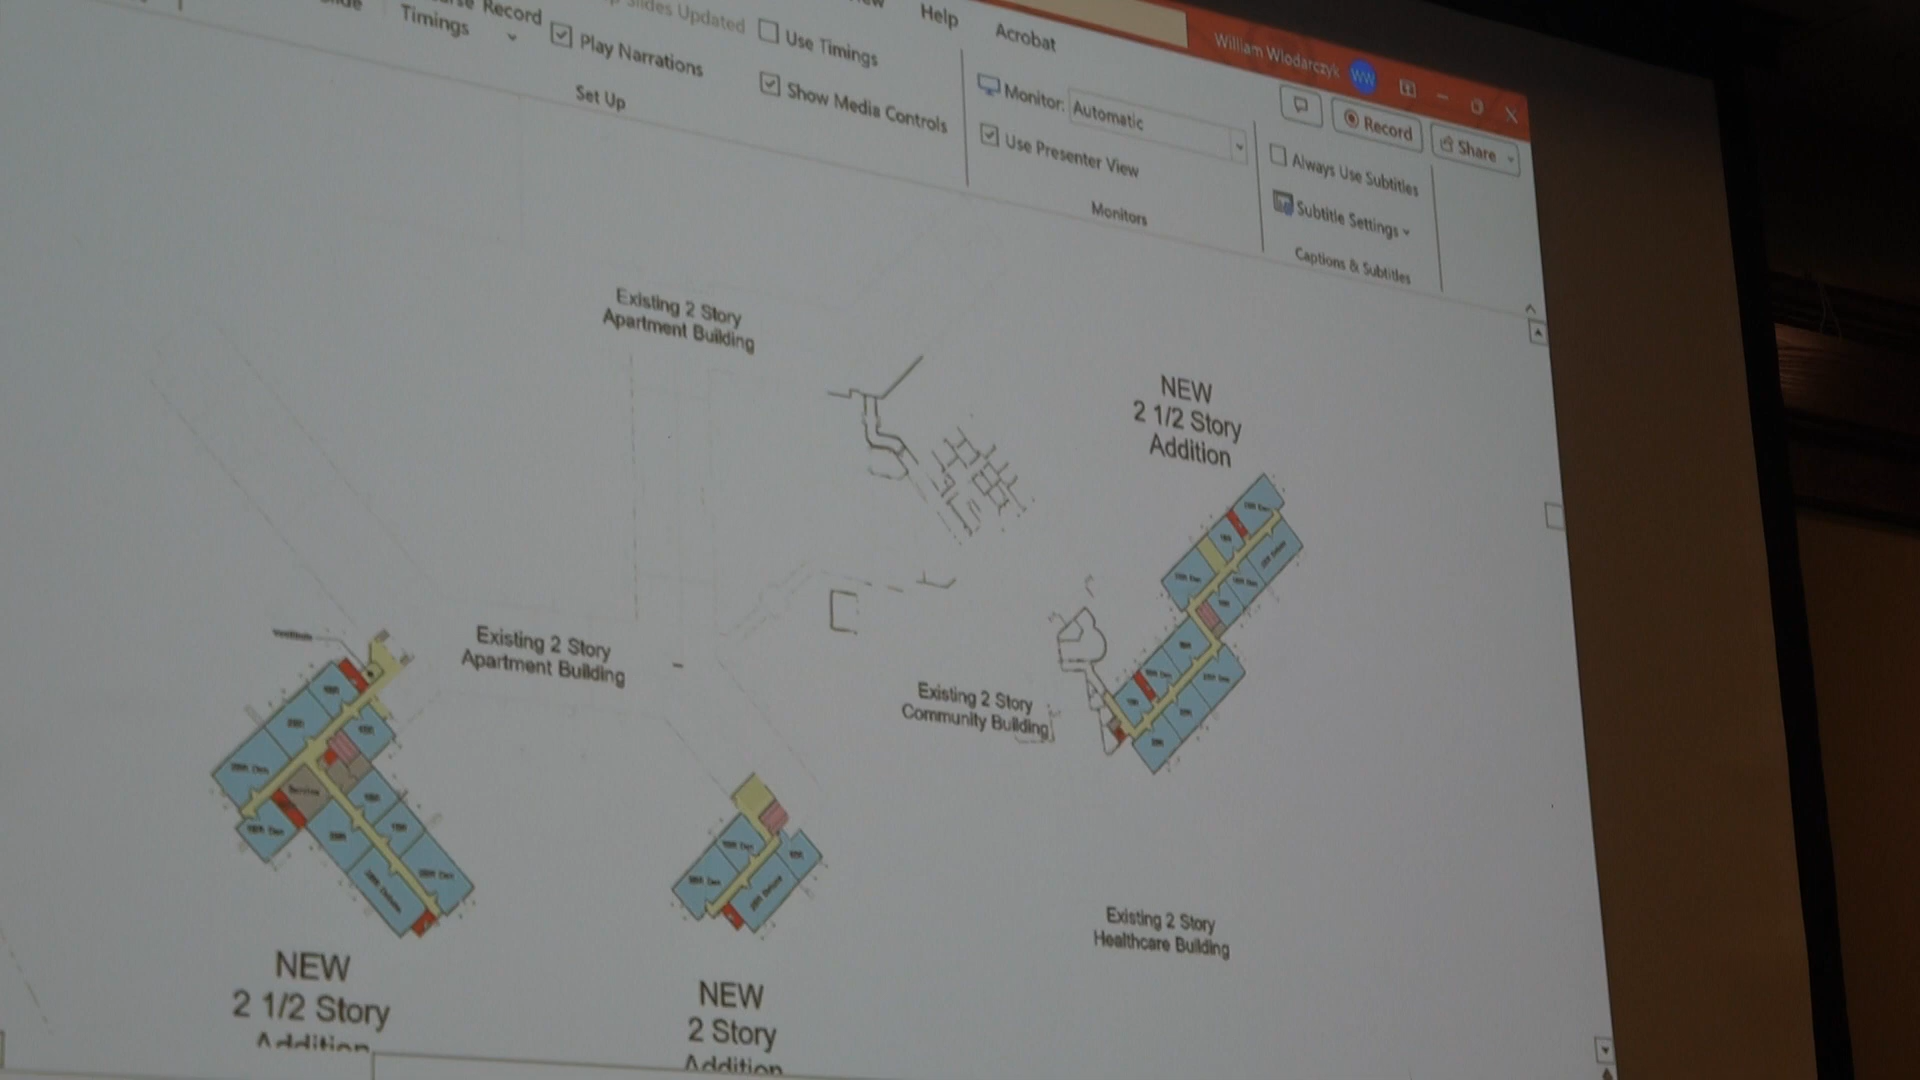 Help
Acrobat
William Wlodarczyk
WW
Record
Timings
Slides Updated
Play Narrations
Use Timings
Show Media Controls
Set Up
Monitor:
Automatic
Use Presenter View
Monitors
Record
Share
Always Use Subtitles
Subtitle Settings
Captions & Subtitles
Existing 2 Story
Apartment Building
NEW
2 1/2 Story
Addition
Existing 2 Story
Apartment Building
Existing 2 Story
Community Building
Existing 2 Story
Healthcare Building
NEW
2 1/2 Story
Addition
NEW
2 Story
Addition